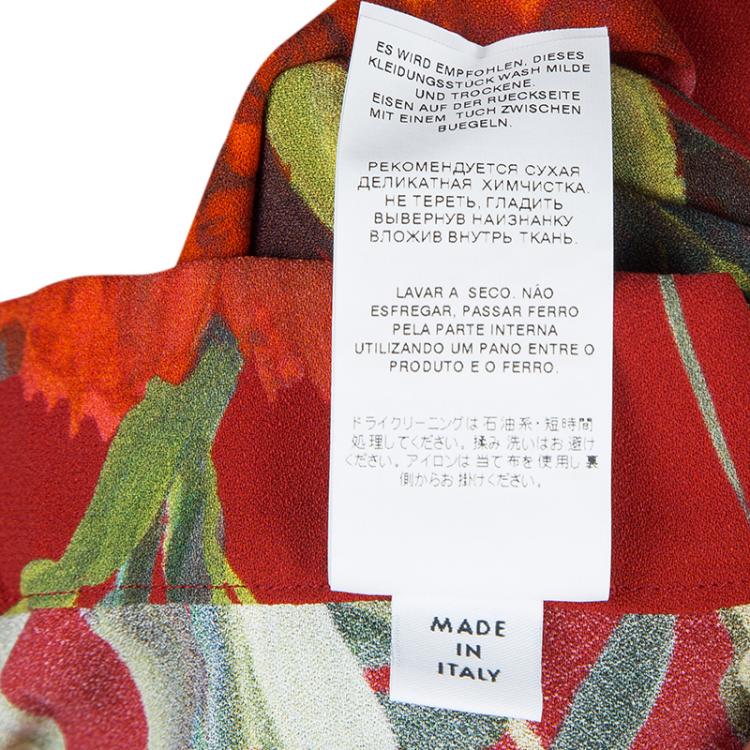 ES WIRD EMPFOHLEN, DIESES
KLEIDUNGSSTÜCK WASH MILDE
UND TROCKENE.
EISEN AUF DER RUECKSEITE
MIT EINEM TUCH ZWISCHEN
BUEGELN.
РЕКОМЕНДУЕТСЯ СУХАЯ
ДЕЛИКАТНАЯ ХИМЧИСТКА.
НЕ ТЕРЕТЬ, ГЛАДИТЬ
ВЫВЕРНУВ НАИЗНАНКУ
ВЛОЖИВ ВНУТРЬ ТКАНЬ.
LAVAR A SECO. NÃO
ESFREGAR, PASSAR FERRO
PELA PARTE INTERNA
UTILIZANDO UM PANO ENTRE O
PRODUTO E O FERRO.
ドライクリーニングは石油系・短時間
処理してください。揉み洗いはお避け
ください。アイロンは当て布を使用し裏
側からお掛けください。
MADE
IN
ITALY